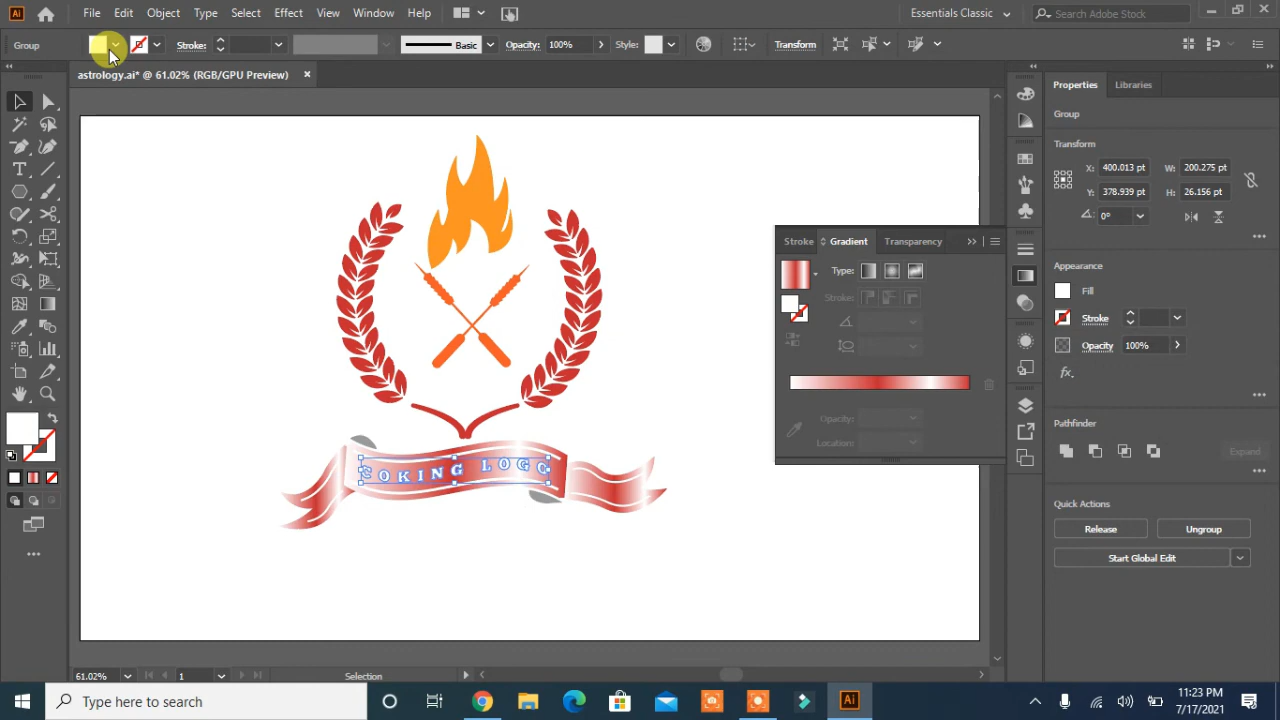 File Edit Object Type Select Effect View Window Help
Essentials Classic
Search Adobe Stock
Group
Stroke:
Basic
Opacity: 100%
Style:
Transform
astrology.ai* @ 61.02% (RGB/GPU Preview)
Properties Libraries
Group
Transform
X: 400.013 pt W: 200.275 pt
Y: 378.939 pt H: 26.156 pt
0°
Stroke Gradient Transparency
Type:
Stroke:
Opacity:
Location:
Appearance
Fill
Stroke
Opacity 100%
fx.
Pathfinder
Expand
Quick Actions
Release Ungroup
Start Global Edit
COKING LOGO
61.02% 1 Selection
Type here to search
Ai
11:23 PM
7/17/2021